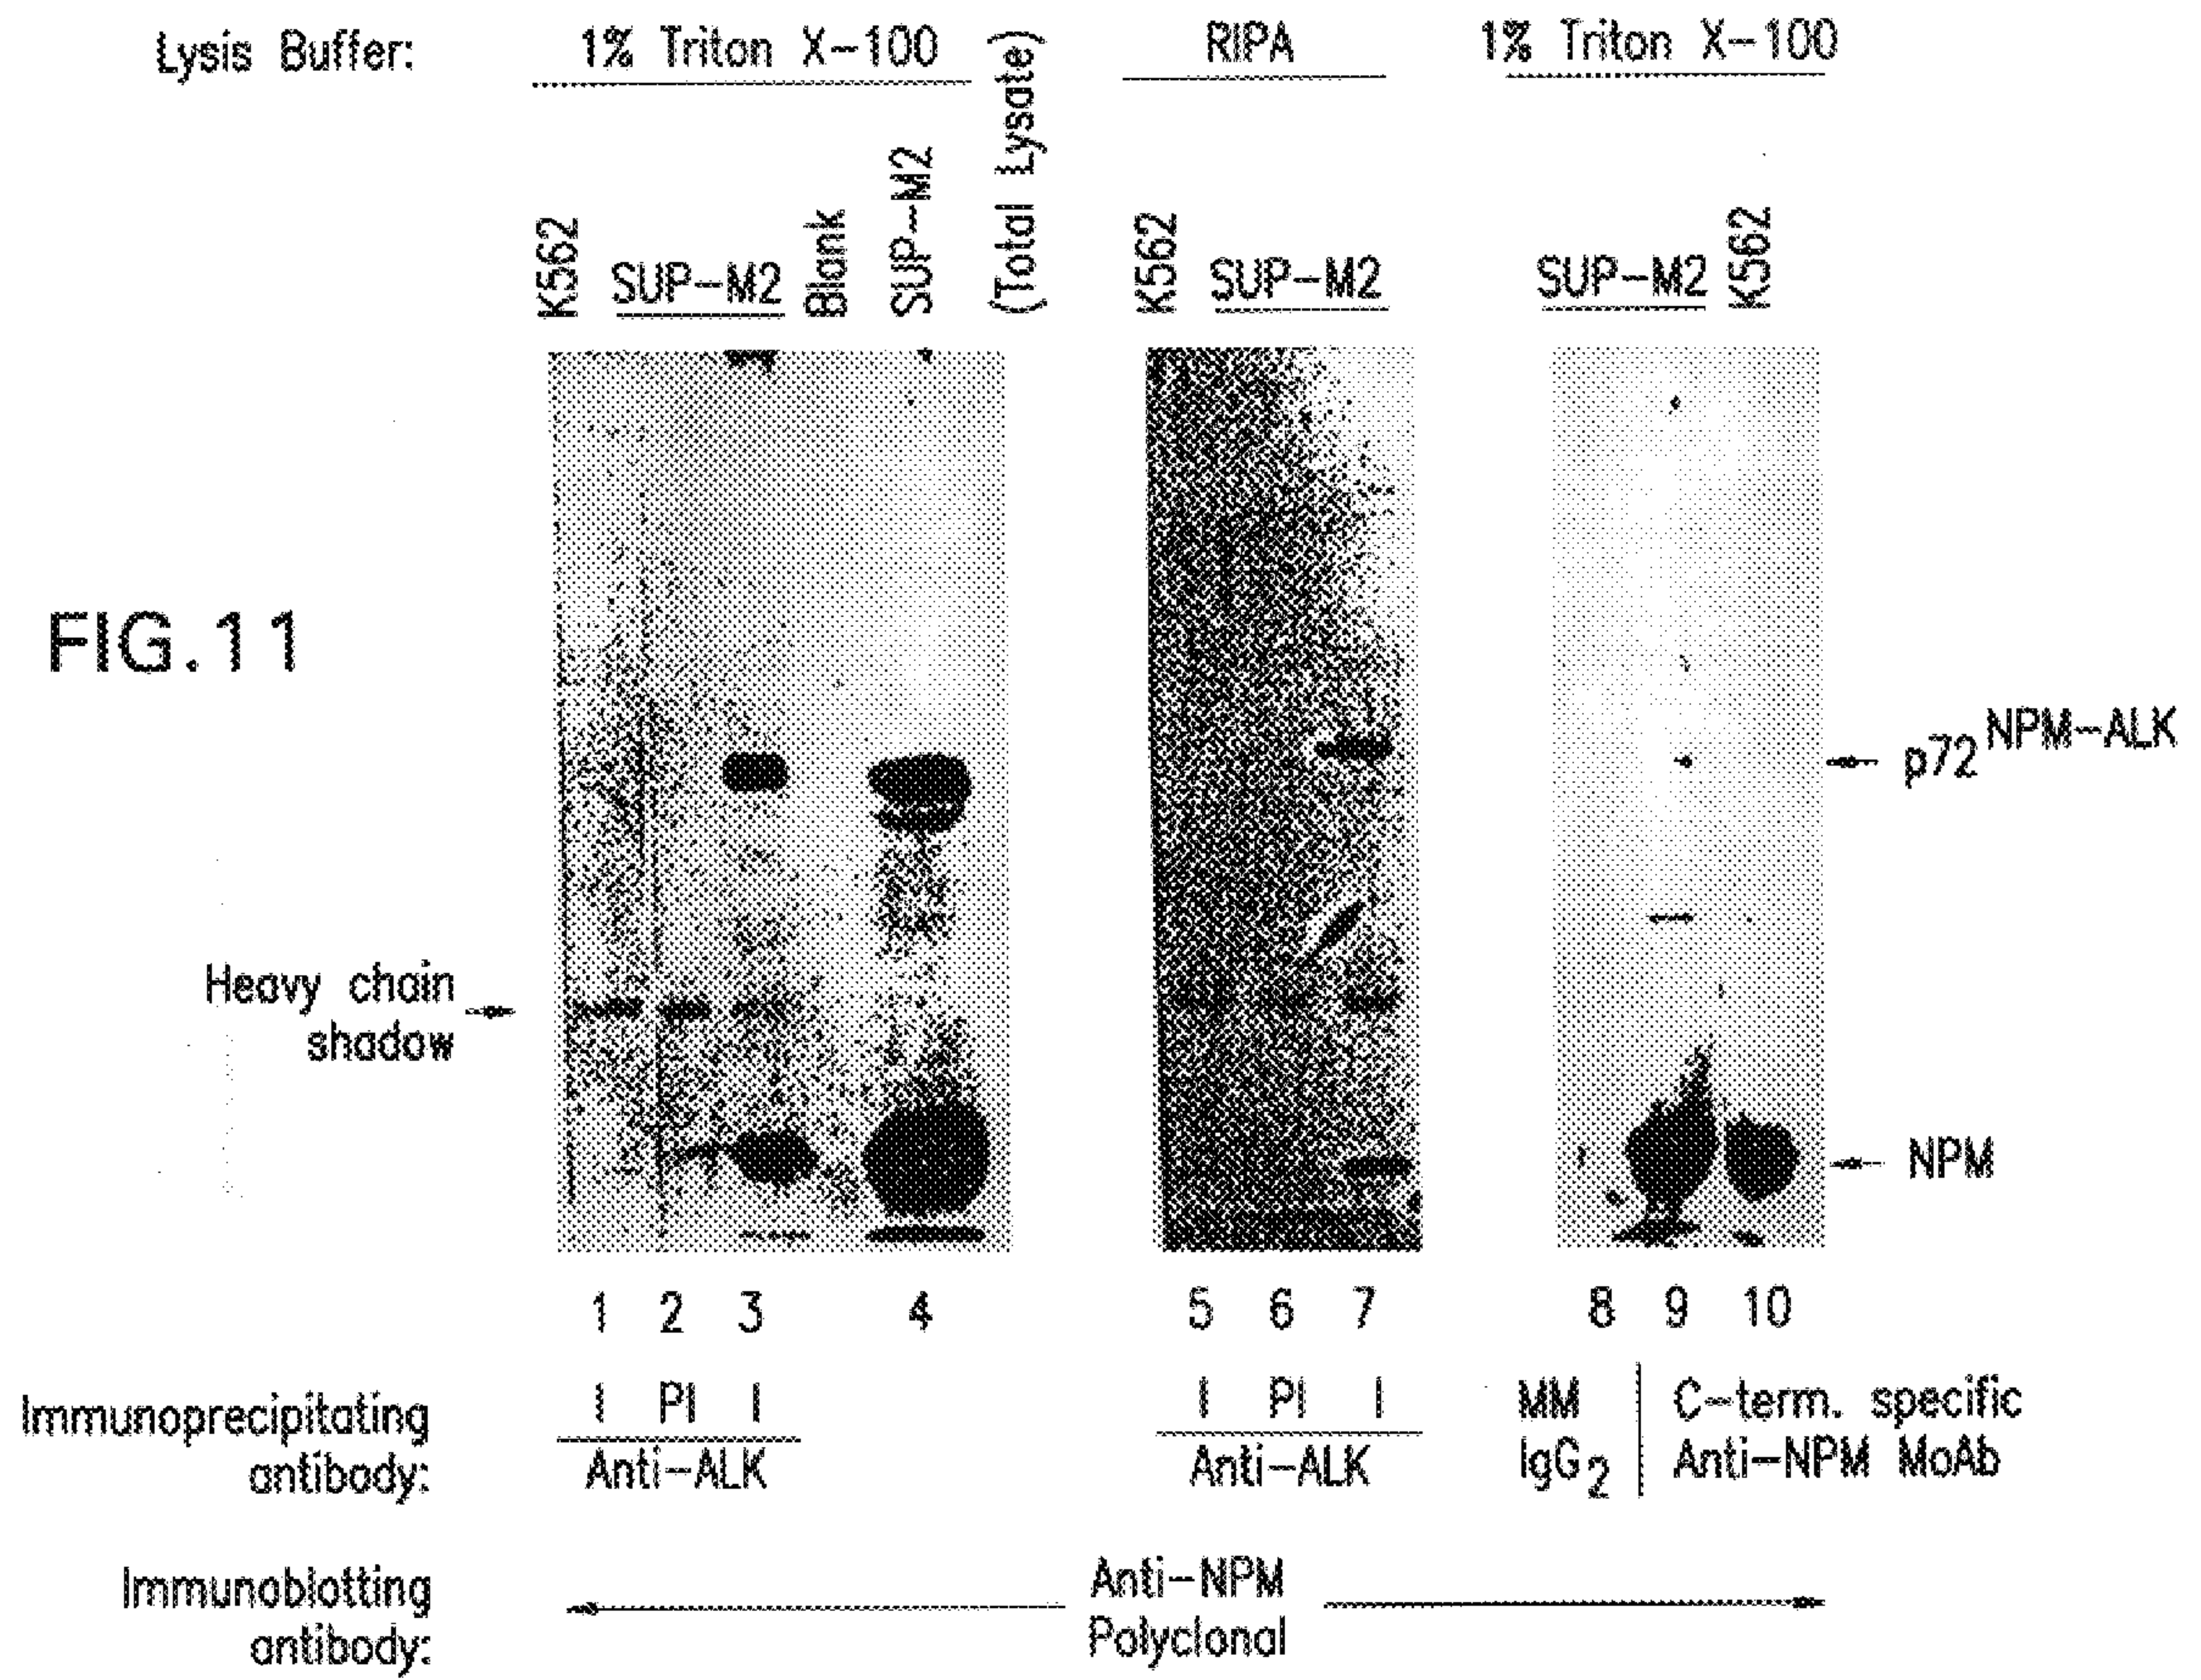 Lysis Buffer: 1% Triton X-100 RIPA 1% Triton X-100
K562 SUP-M2 Blank SUP-M2 (Total Lysate) K562 SUP-M2 SUP-M2 K562
FIG.11
p72 NPM-ALK
Heavy chain
shadow
NPM
1 2 3 4 5 6 7 8 9 10
Immunoprecipitating
antibody:
I PI I
Anti-ALK
I PI I
Anti-ALK
MM
IgG2
C-term. specific
Anti-NPM MoAb
Immunoblotting
antibody:
Anti-NPM
Polyclonal